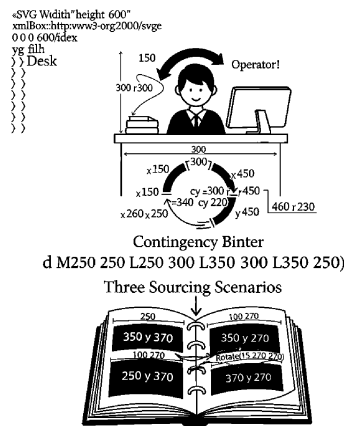 «SVG Wıdith"height 600"
xmlBox::http:vww3-org2000/svge
0 0 0 600/idex
yg filh
〉〉Desk
〉〉
〉〉
〉〉
〉〉
〉〉
150
Operator!
300 r300
300
300
x150
x450
x150
cy =300 r
r450
=340
cy 220
x260 x250
y450
460 r 230
Contingency Binter
d M250 250 L250 300 L350 300 L350 250)
Three Sourcing Scenarios
250
100 270
350 y 370
350 y 270
100 270
Rotate(15 270 270)
250 y 370
370 y 270